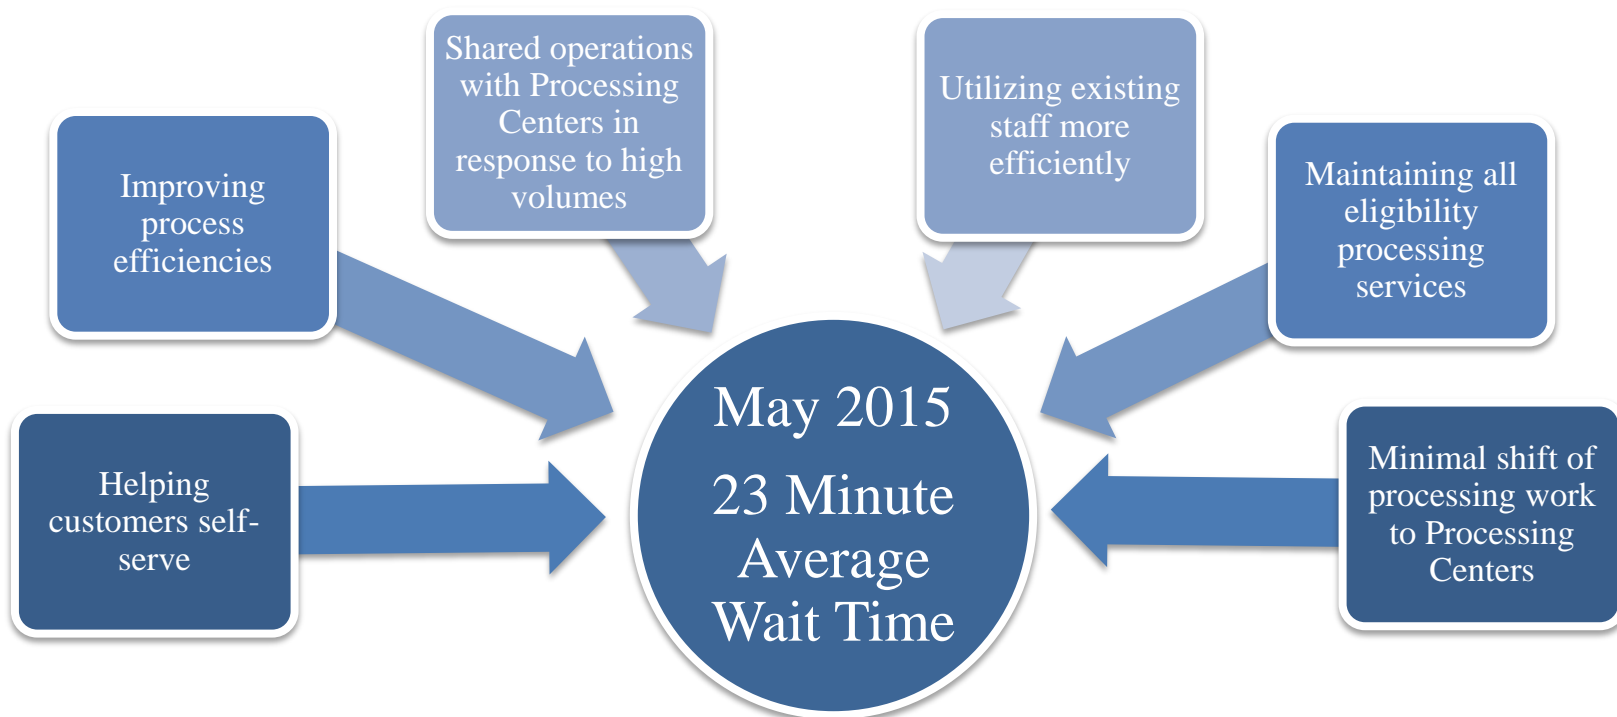 Helping
customers self-
serve
Improving
process
efficiencies
Shared operations
with Processing
Centers in
response to high
volumes
Utilizing existing
staff more
efficiently
Maintaining all
eligibility
processing
services
Minimal shift of
processing work
to Processing
Centers
May 2015
23 Minute
Average
Wait Time